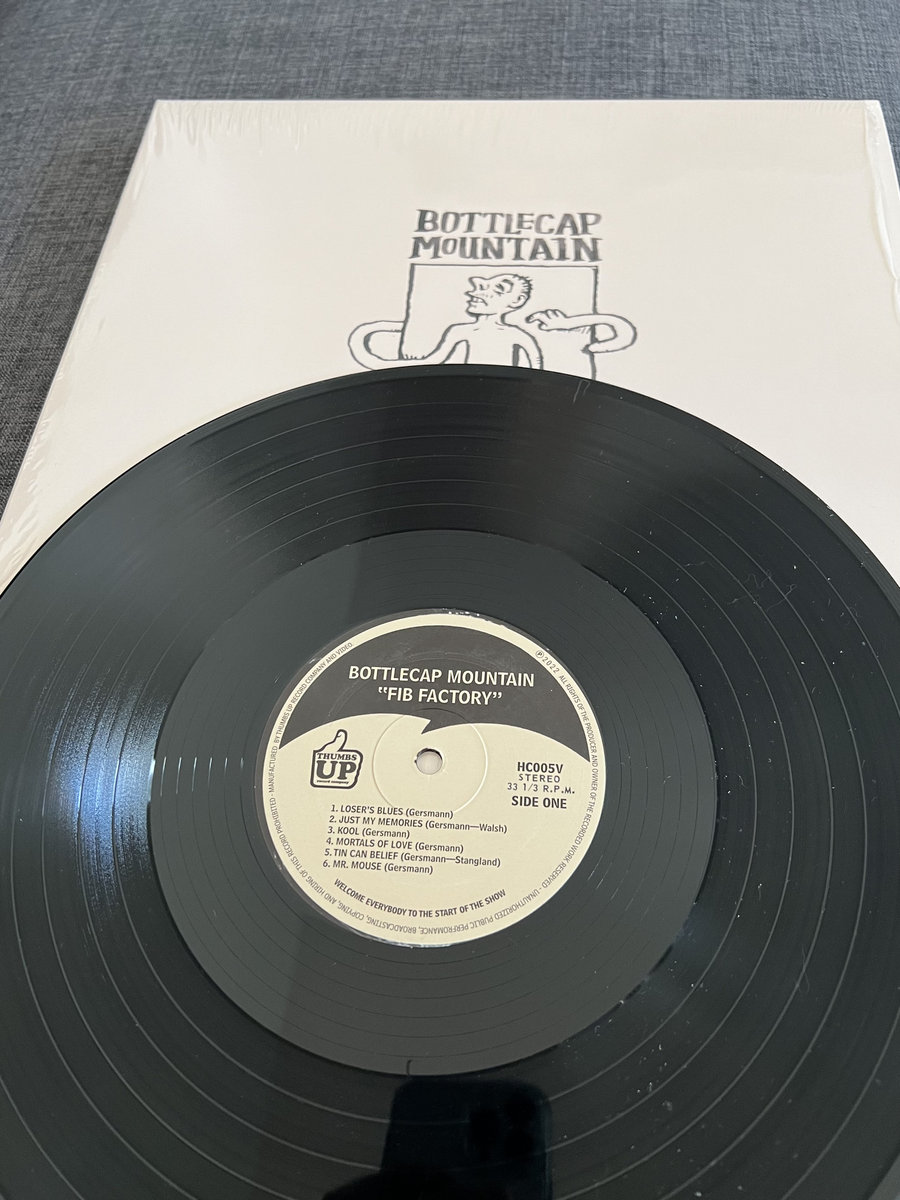 BOTTLECAP
MOUNTAIN
BOTTLECAP MOUNTAIN
"FIB FACTORY"
THUMBS
UP
record company
HC005V
STEREO
33 1/3 R.P.M.
SIDE ONE
1. LOSER'S BLUES (Gersmann)
2. JUST MY MEMORIES (Gersmann—Walsh)
3. KOOL (Gersmann)
4. MORTALS OF LOVE (Gersmann)
5. TIN CAN BELIEF (Gersmann—Stangland)
6. MR. MOUSE (Gersmann)
WELCOME EVERYBODY TO THE START OF THE SHOW
℗ 2022 ALL RIGHTS OF THE PRODUCER AND OWNER OF THE RECORDED WORK RESERVED · UNAUTHORIZED PUBLIC PERFROMANCE, BROADCASTING, COPYING, AND HIRING OF THIS RECORD PROHIBITED · MANUFACTURED BY THUMBS UP RECORD COMPANY AND VIDEO